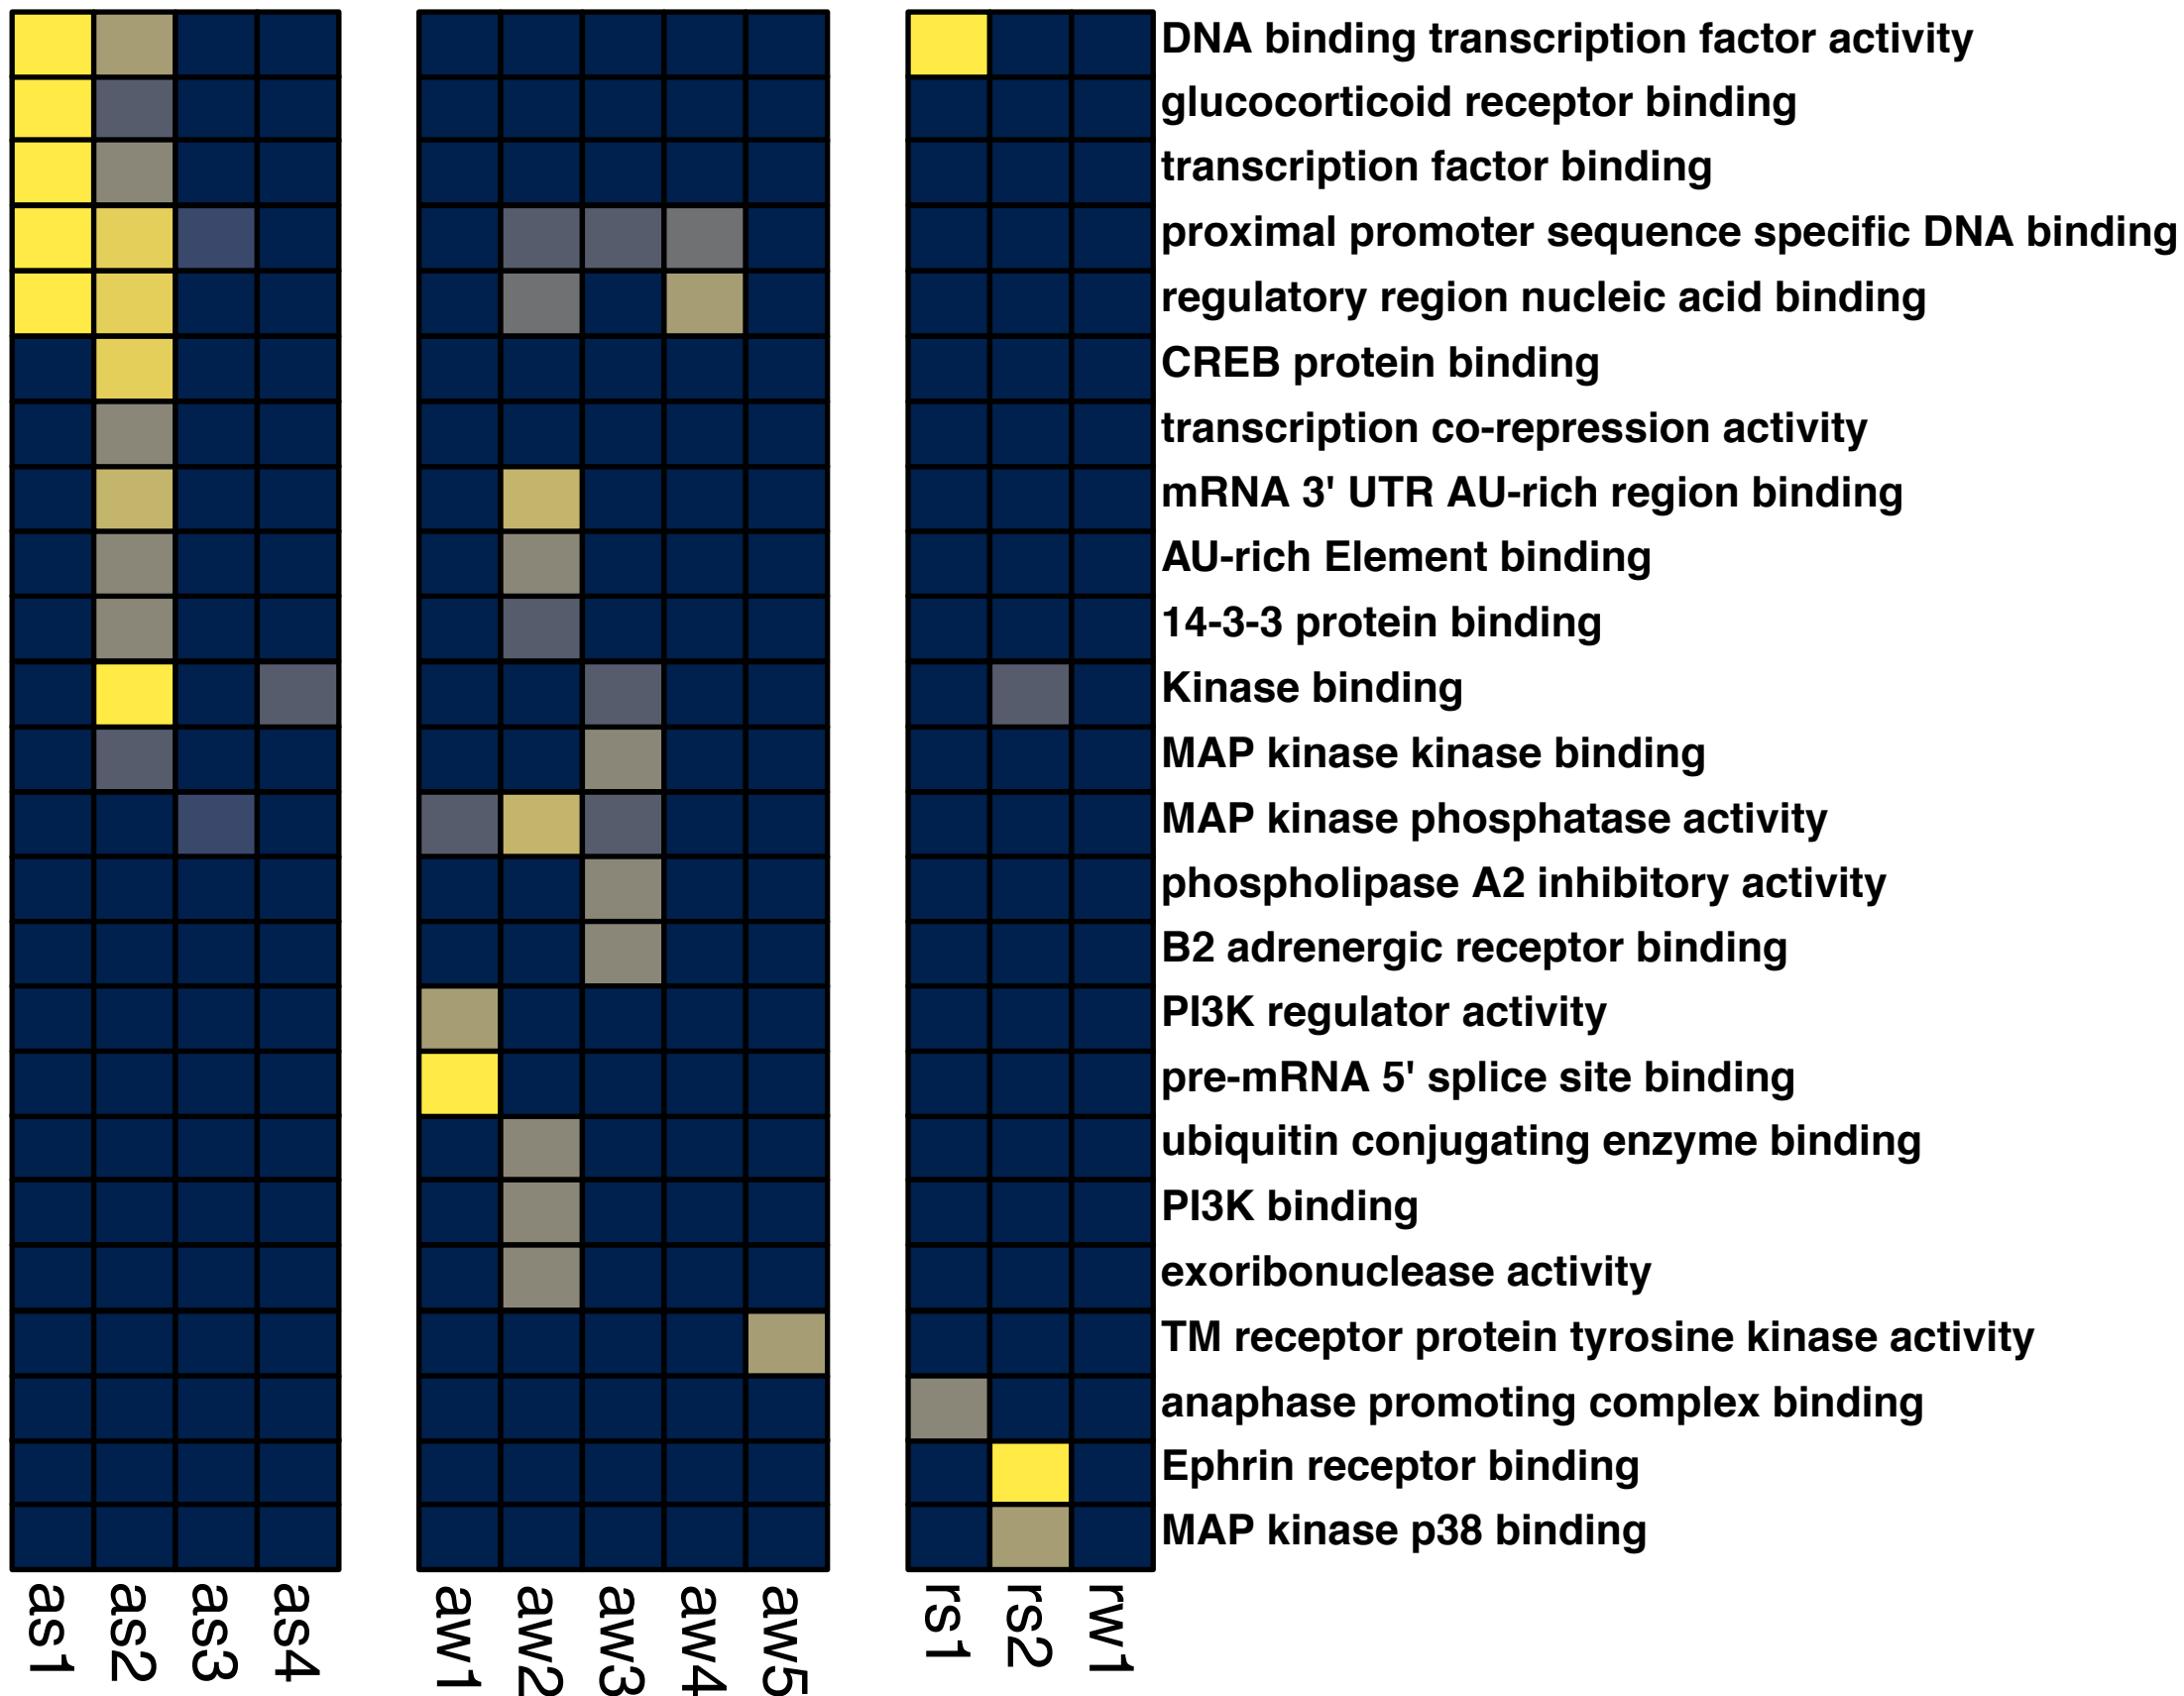 DNA binding transcription factor activity
glucocorticoid receptor binding
transcription factor binding
proximal promoter sequence specific DNA binding
regulatory region nucleic acid binding
CREB protein binding
transcription co-repression activity
mRNA 3' UTR AU-rich region binding
AU-rich Element binding
14-3-3 protein binding
Kinase binding
MAP kinase kinase binding
MAP kinase phosphatase activity
phospholipase A2 inhibitory activity
B2 adrenergic receptor binding
PI3K regulator activity
pre-mRNA 5' splice site binding
ubiquitin conjugating enzyme binding
PI3K binding
exoribonuclease activity
TM receptor protein tyrosine kinase activity
anaphase promoting complex binding
Ephrin receptor binding
MAP kinase p38 binding
as1
as2
as3
as4
aw1
aw2
aw3
aw4
aw5
rs1
rs2
rw1